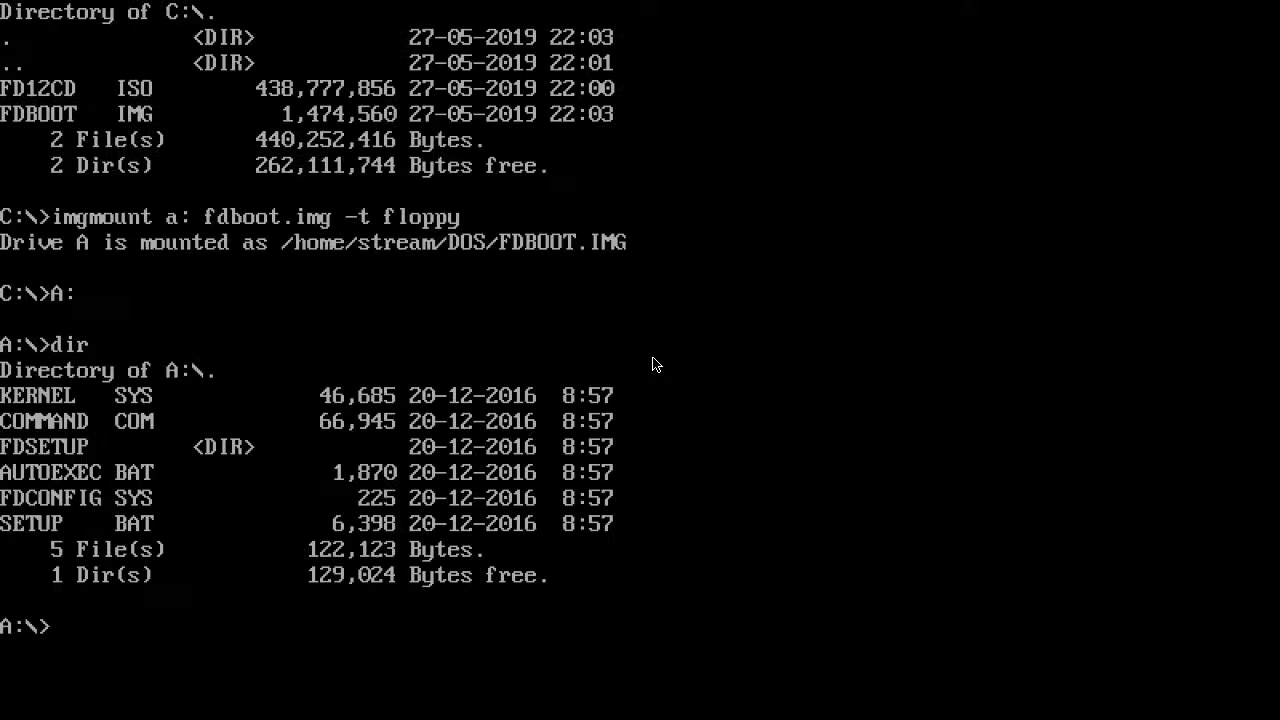 Directory of C:\.
.              <DIR>            27-05-2019 22:03
..             <DIR>            27-05-2019 22:01
FD12CD   ISO        438,777,856 27-05-2019 22:00
FDBOOT   IMG          1,474,560 27-05-2019 22:03
    2 File(s)       440,252,416 Bytes.
    2 Dir(s)        262,111,744 Bytes free.
C:\>imgmount a: fdboot.img -t floppy
Drive A is mounted as /home/stream/DOS/FDBOOT.IMG
C:\>A:
A:\>dir
Directory of A:\.
KERNEL   SYS             46,685 20-12-2016  8:57
COMMAND  COM             66,945 20-12-2016  8:57
FDSETUP        <DIR>            20-12-2016  8:57
AUTOEXEC BAT              1,870 20-12-2016  8:57
FDCONFIG SYS                225 20-12-2016  8:57
SETUP    BAT              6,398 20-12-2016  8:57
    5 File(s)           122,123 Bytes.
    1 Dir(s)            129,024 Bytes free.
A:\>